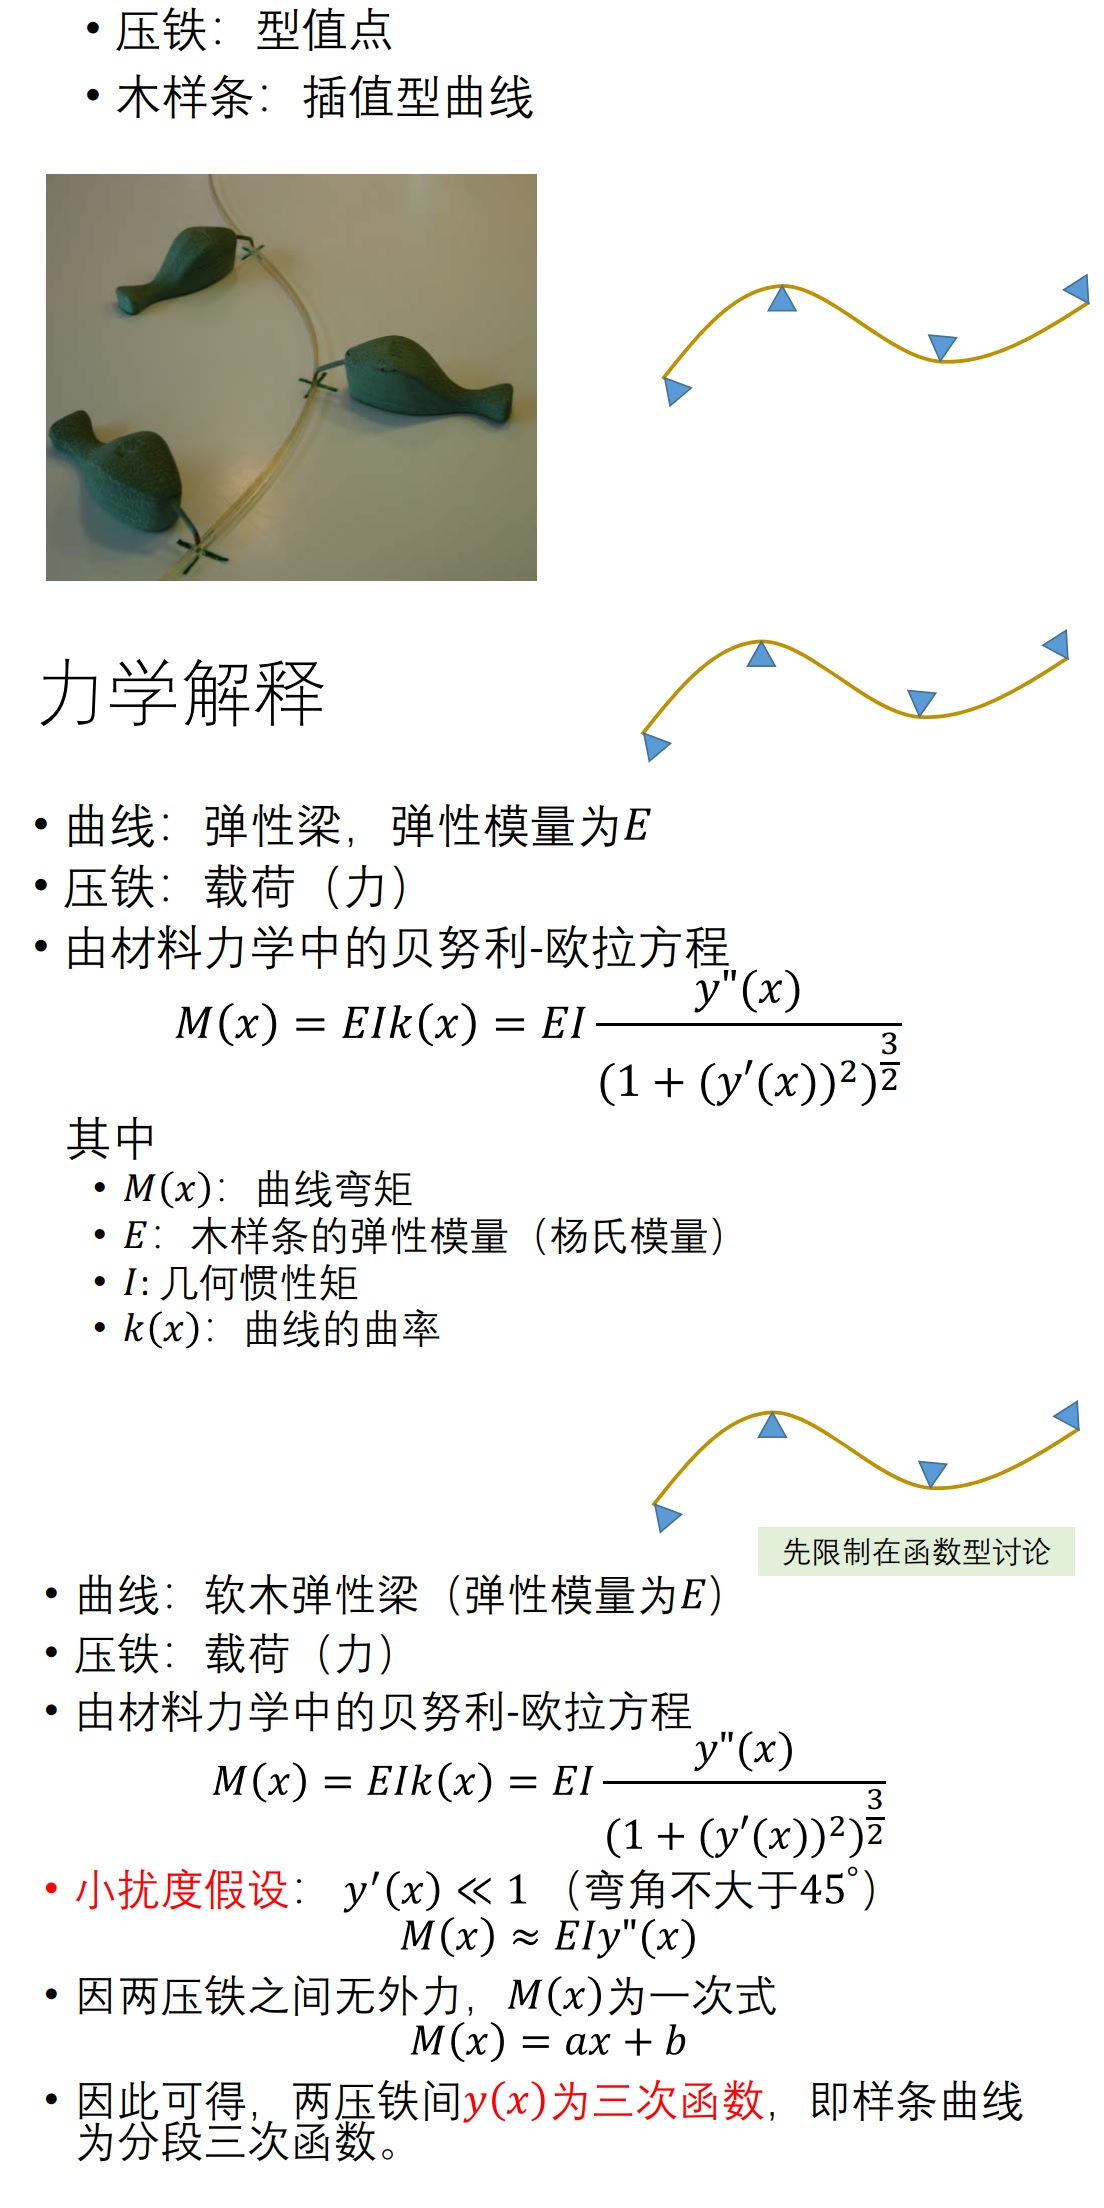 • 压铁：型值点
• 木样条：插值型曲线
力学解释
• 曲线：弹性梁，弹性模量为E
• 压铁：载荷（力）
• 由材料力学中的贝努利-欧拉方程
M(x) = EIk(x) = EI y"(x) / (1 + (y′(x))²)^(3/2)
其中
• M(x)：曲线弯矩
• E：木样条的弹性模量（杨氏模量）
• I: 几何惯性矩
• k(x)：曲线的曲率
先限制在函数型讨论
• 曲线：软木弹性梁（弹性模量为E）
• 压铁：载荷（力）
• 由材料力学中的贝努利-欧拉方程
M(x) = EIk(x) = EI y"(x) / (1 + (y′(x))²)^(3/2)
• 小扰度假设：y′(x) ≪ 1（弯角不大于45°）
M(x) ≈ EIy"(x)
• 因两压铁之间无外力，M(x)为一次式
M(x) = ax + b
• 因此可得，两压铁间y(x)为三次函数，即样条曲线
为分段三次函数。